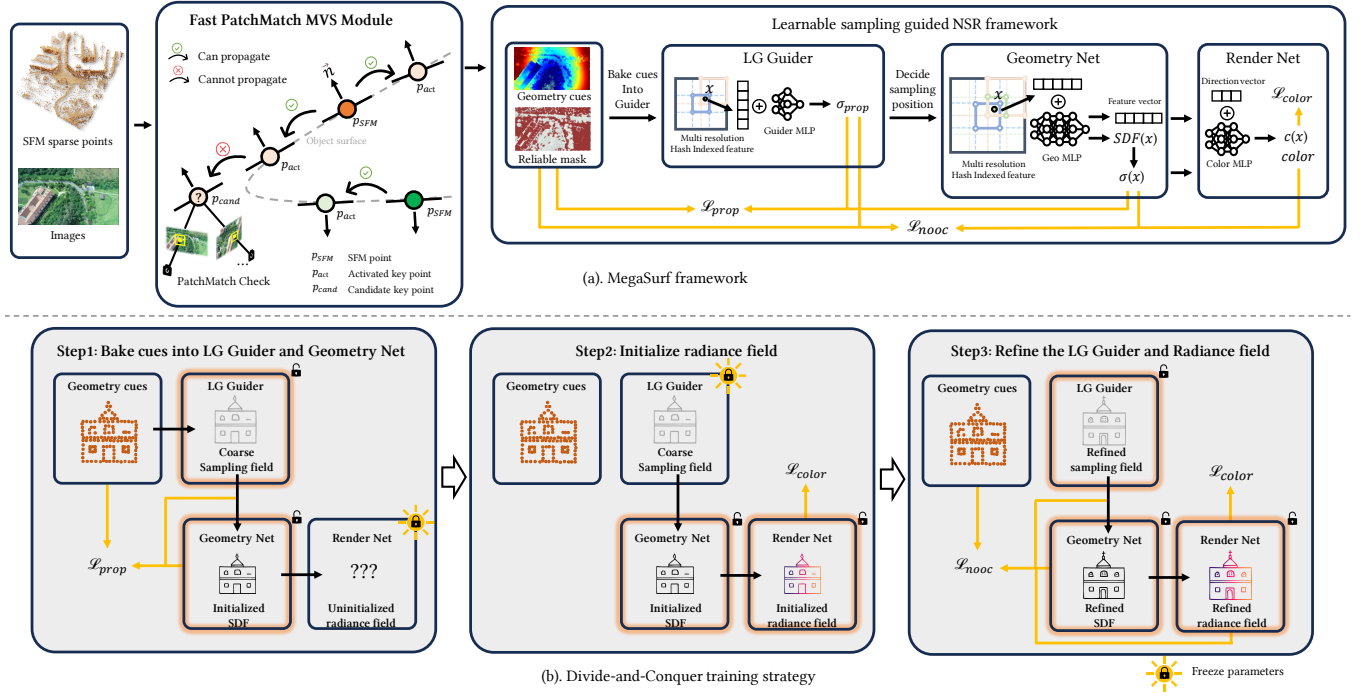 SFM sparse points
Images
Fast PatchMatch MVS Module
Can propagate
Cannot propagate
n⃗
p_act
p_SFM
Object surface
p_act
?
p_cand
p_act
p_SFM
PatchMatch Check
...
p_SFM SFM point
p_act Activated key point
p_cand Candidate key point
Learnable sampling guided NSR framework
Geometry cues
Reliable mask
Bake cues
Into
Guider
LG Guider
x
Multi resolution
Hash Indexed feature
Guider MLP
σ_prop
Decide
sampling
position
Geometry Net
x
Multi resolution
Hash Indexed feature
Geo MLP
Feature vector
SDF(x)
σ(x)
Render Net
Direction vector
Color MLP
ℒ_color
c(x)
color
ℒ_prop
ℒ_nooc
(a). MegaSurf framework
Step1: Bake cues into LG Guider and Geometry Net
Geometry cues
LG Guider
Coarse
Sampling field
ℒ_prop
Geometry Net
Initialized
SDF
Render Net
???
Uninitialized
radiance field
Step2: Initialize radiance field
Geometry cues
LG Guider
Coarse
Sampling field
ℒ_color
Geometry Net
Initialized
SDF
Render Net
Initialized
radiance field
Step3: Refine the LG Guider and Radiance field
Geometry cues
LG Guider
Refined
sampling field
ℒ_color
ℒ_nooc
Geometry Net
Refined
SDF
Render Net
Refined
radiance field
(b). Divide-and-Conquer training strategy
Freeze parameters